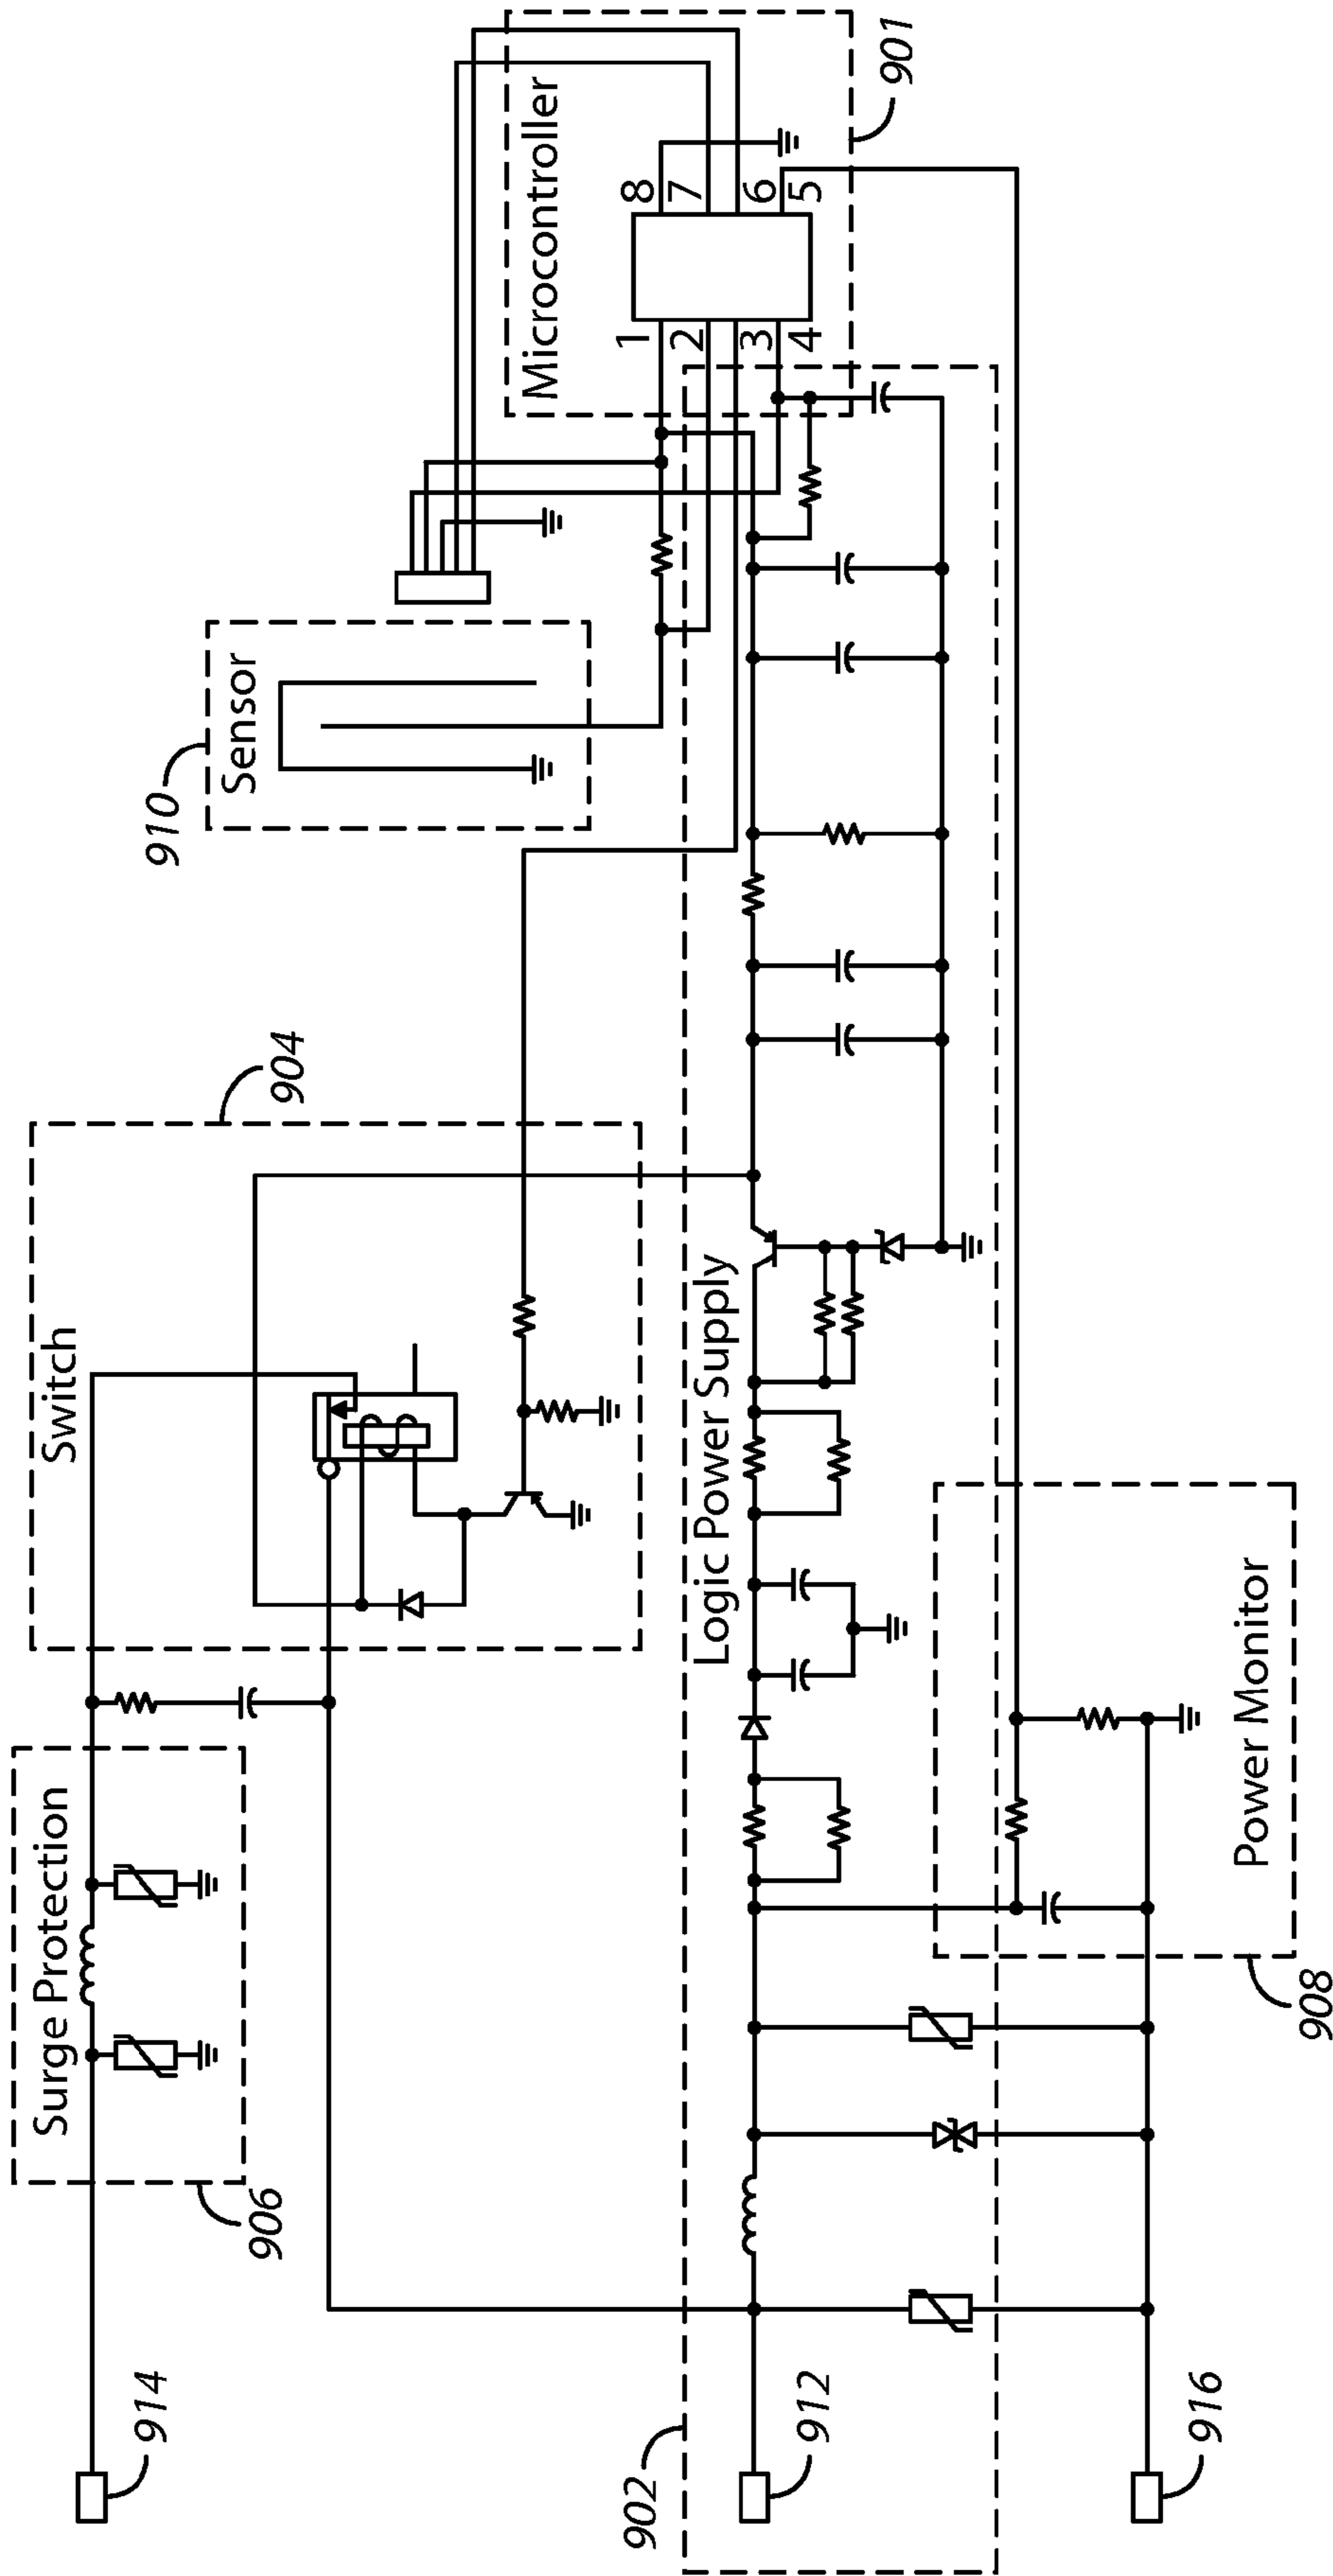 Surge Protection
906
914
Switch
904
910
Sensor
Microcontroller
901
1
2
3
4
8
7
6
5
902
Logic Power Supply
912
916
Power Monitor
908